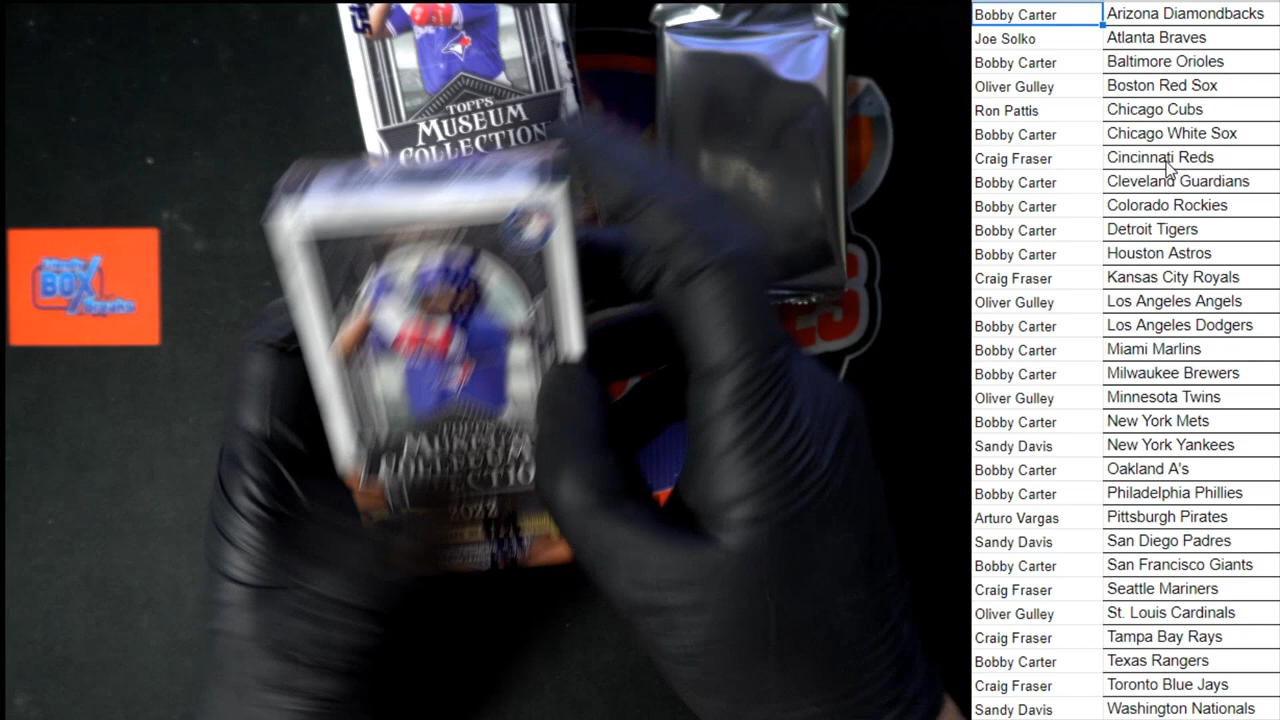 TOPPS
MUSEUM
COLLECTION
BOX
Bobby Carter Arizona Diamondbacks
Joe Solko Atlanta Braves
Bobby Carter Baltimore Orioles
Oliver Gulley Boston Red Sox
Ron Pattis Chicago Cubs
Bobby Carter Chicago White Sox
Craig Fraser Cincinnati Reds
Bobby Carter Cleveland Guardians
Bobby Carter Colorado Rockies
Bobby Carter Detroit Tigers
Bobby Carter Houston Astros
Craig Fraser Kansas City Royals
Oliver Gulley Los Angeles Angels
Bobby Carter Los Angeles Dodgers
Bobby Carter Miami Marlins
Bobby Carter Milwaukee Brewers
Oliver Gulley Minnesota Twins
Bobby Carter New York Mets
Sandy Davis New York Yankees
Bobby Carter Oakland A's
Bobby Carter Philadelphia Phillies
Arturo Vargas Pittsburgh Pirates
Sandy Davis San Diego Padres
Bobby Carter San Francisco Giants
Craig Fraser Seattle Mariners
Oliver Gulley St. Louis Cardinals
Craig Fraser Tampa Bay Rays
Bobby Carter Texas Rangers
Craig Fraser Toronto Blue Jays
Sandy Davis Washington Nationals